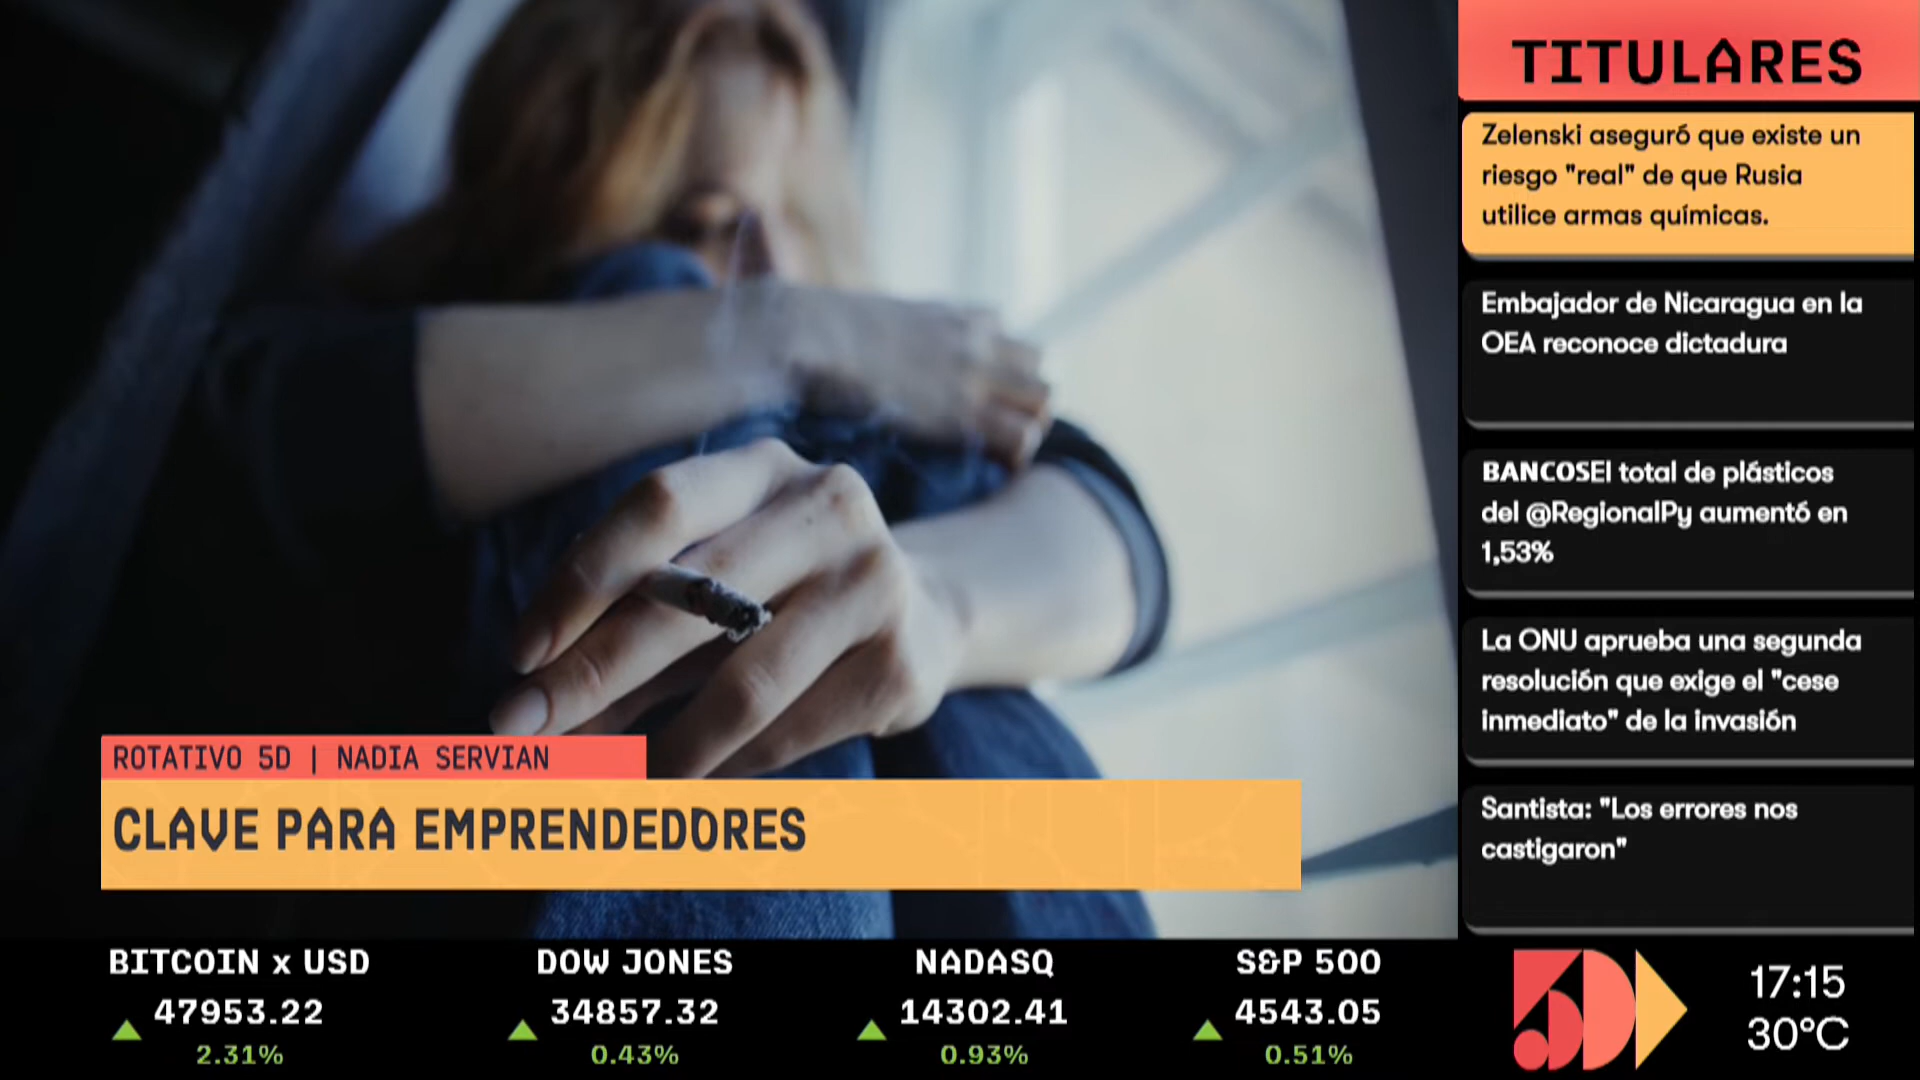 TITULARES
Zelenski aseguró que existe un
riesgo "real" de que Rusia
utilice armas químicas.
Embajador de Nicaragua en la
OEA reconoce dictadura
BANCOSEl total de plásticos
del @RegionalPy aumentó en
1,53%
La ONU aprueba una segunda
resolución que exige el "cese
inmediato" de la invasión
Santista: "Los errores nos
castigaron"
ROTATIVO 5D | NADIA SERVIAN
CLAVE PARA EMPRENDEDORES
BITCOIN x USD
47953.22
2.31%
DOW JONES
34857.32
0.43%
NADASQ
14302.41
0.93%
S&P 500
4543.05
0.51%
5D
17:15
30°C